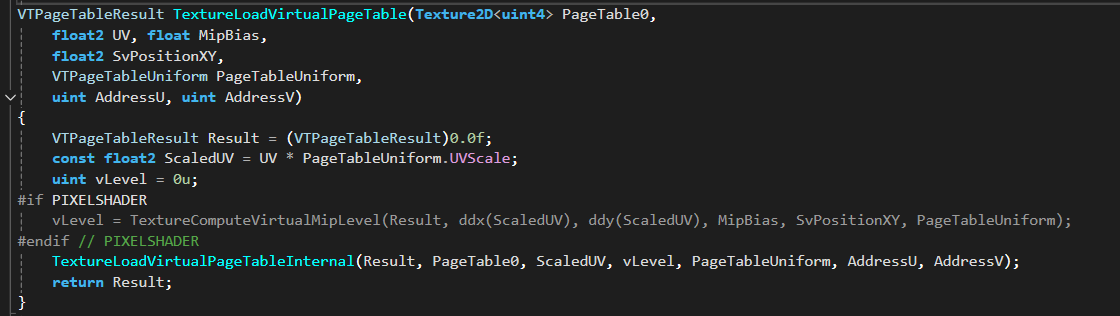 VTPageTableResult TextureLoadVirtualPageTable(Texture2D<uint4> PageTable0,
    float2 UV, float MipBias,
    float2 SvPositionXY,
    VTPageTableUniform PageTableUniform,
    uint AddressU, uint AddressV)
{
    VTPageTableResult Result = (VTPageTableResult)0.0f;
    const float2 ScaledUV = UV * PageTableUniform.UVScale;
    uint vLevel = 0u;
#if PIXELSHADER
    vLevel = TextureComputeVirtualMipLevel(Result, ddx(ScaledUV), ddy(ScaledUV), MipBias, SvPositionXY, PageTableUniform);
#endif // PIXELSHADER
    TextureLoadVirtualPageTableInternal(Result, PageTable0, ScaledUV, vLevel, PageTableUniform, AddressU, AddressV);
    return Result;
}